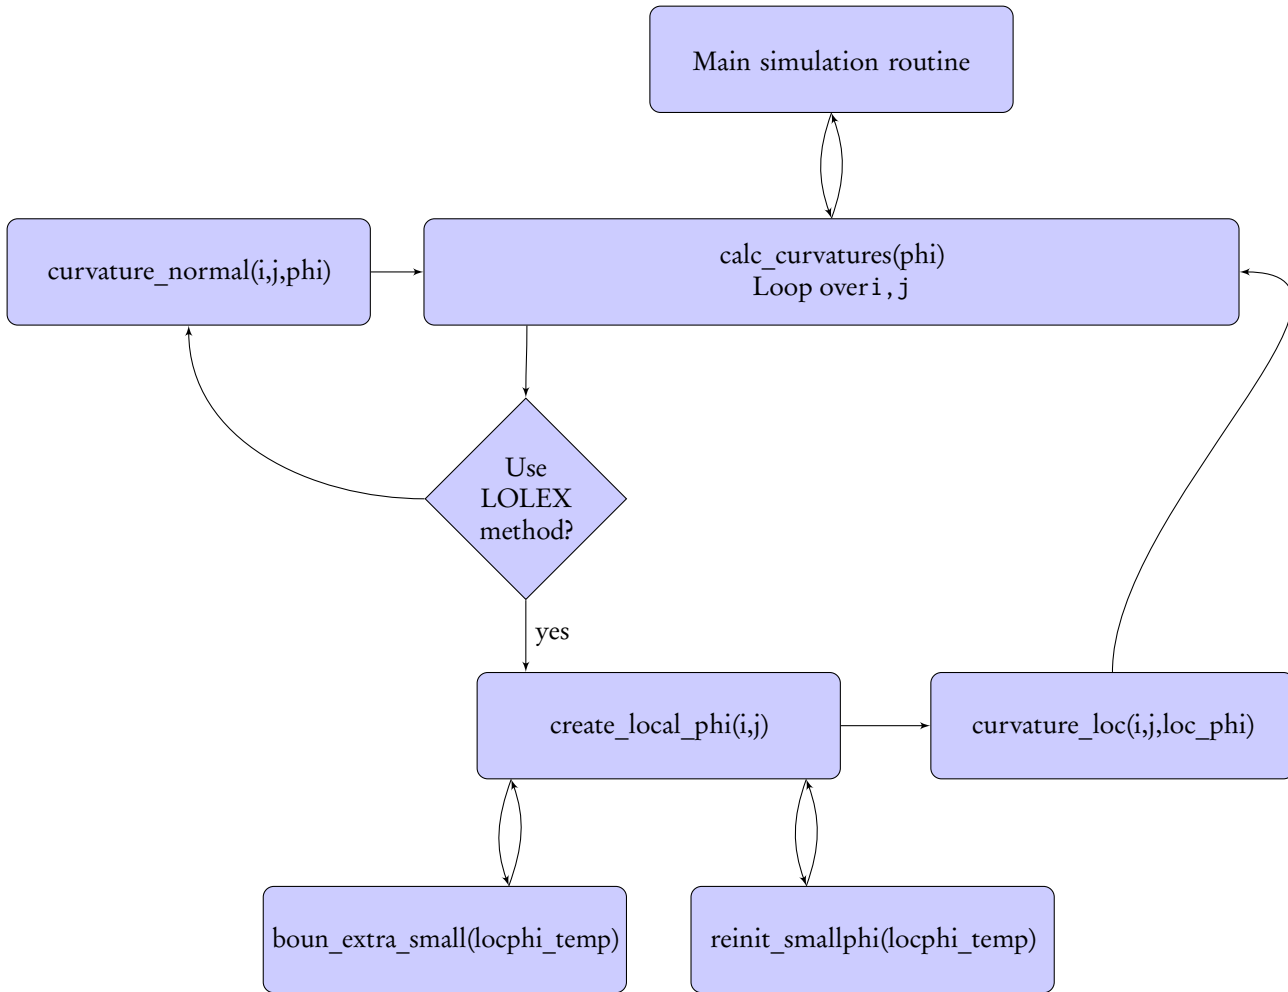 Main simulation routine
curvature_normal(i,j,phi)
calc_curvatures(phi)
Loop overi,j
Use
LOLEX
method?
yes
create_local_phi(i,j)
curvature_loc(i,j,loc_phi)
boun_extra_small(locphi_temp)
reinit_smallphi(locphi_temp)